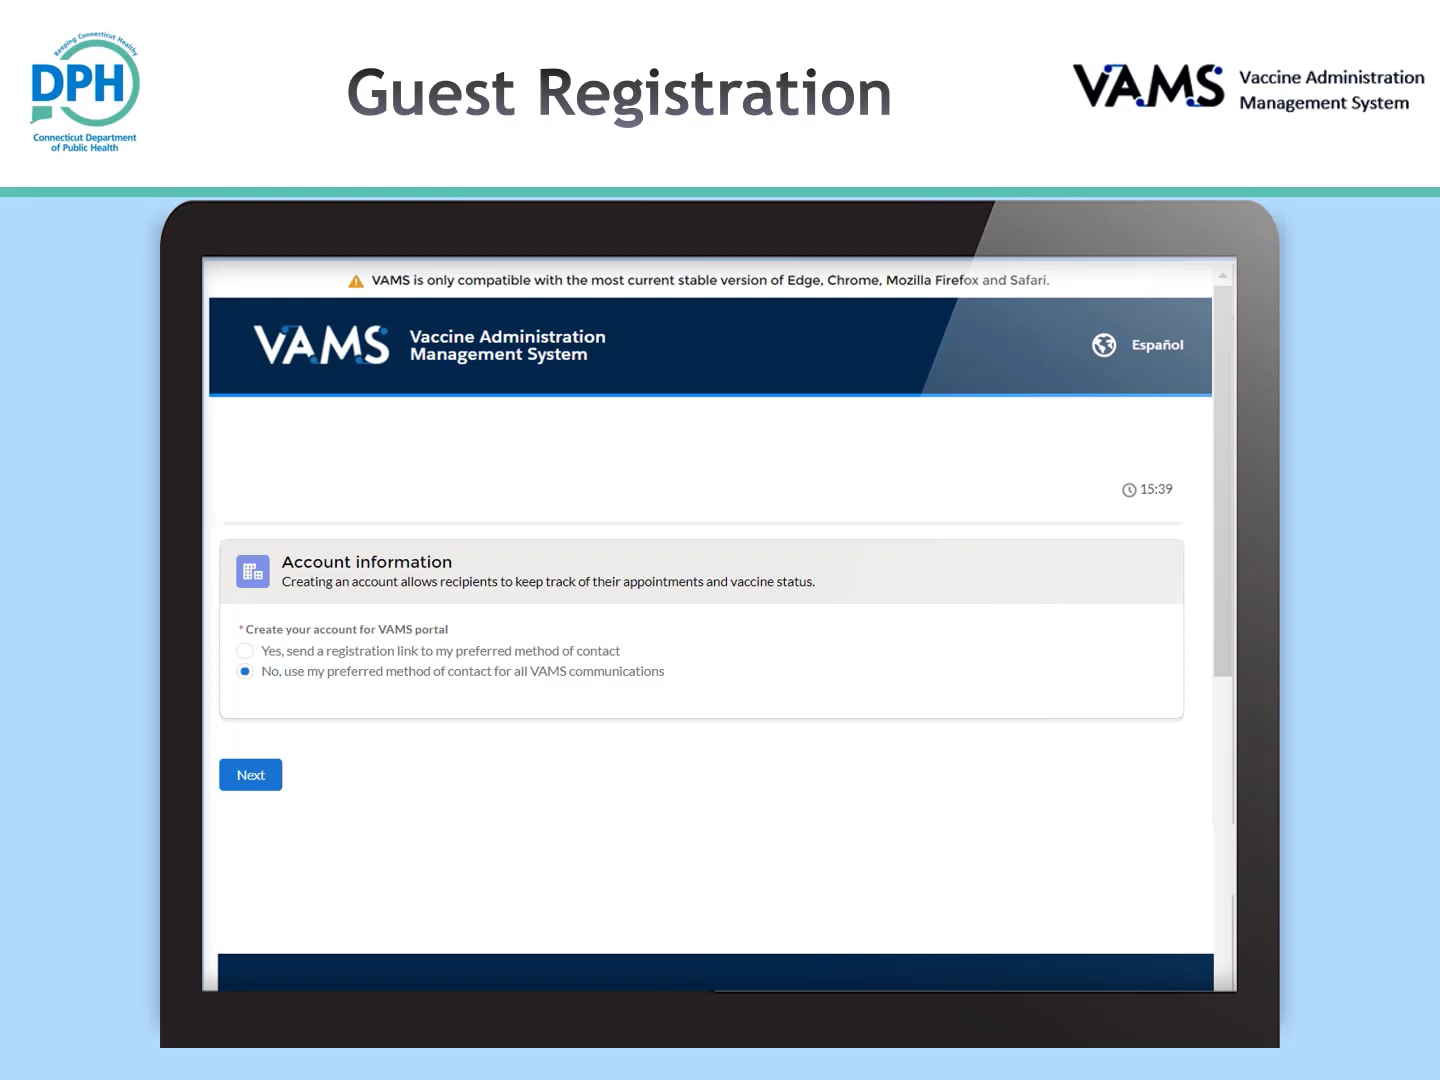 Keeping Connecticut Healthy
DPH
Connecticut Department
of Public Health
Guest Registration
VAMS
Vaccine Administration
Management System
VAMS is only compatible with the most current stable version of Edge, Chrome, Mozilla Firefox and Safari.
VAMS
Vaccine Administration
Management System
Español
15:39
Account information
Creating an account allows recipients to keep track of their appointments and vaccine status.
* Create your account for VAMS portal
Yes, send a registration link to my preferred method of contact
No, use my preferred method of contact for all VAMS communications
Next